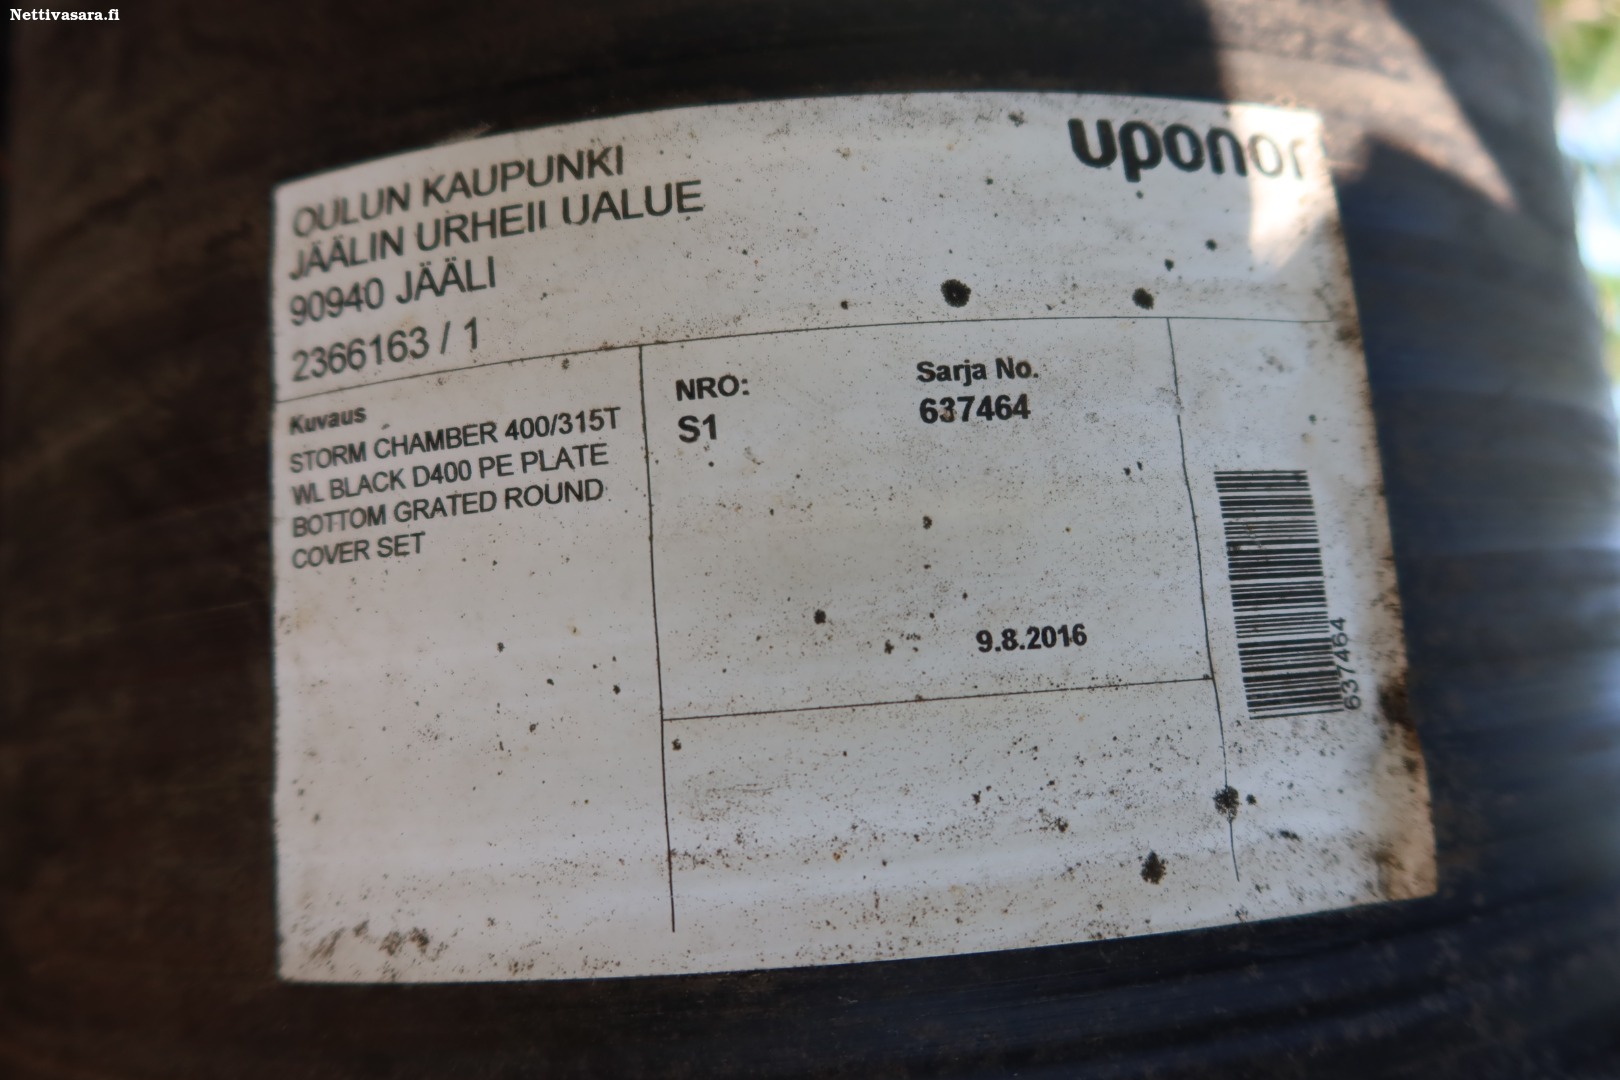 Nettivasara.fi
uponor
OULUN KAUPUNKI
JÄÄLIN URHEILUALUE
90940 JÄÄLI
2366163 / 1
Kuvaus
STORM CHAMBER 400/315T
WL BLACK D400 PE PLATE
BOTTOM GRATED ROUND
COVER SET
NRO:
S1
Sarja No.
637464
9.8.2016
637464